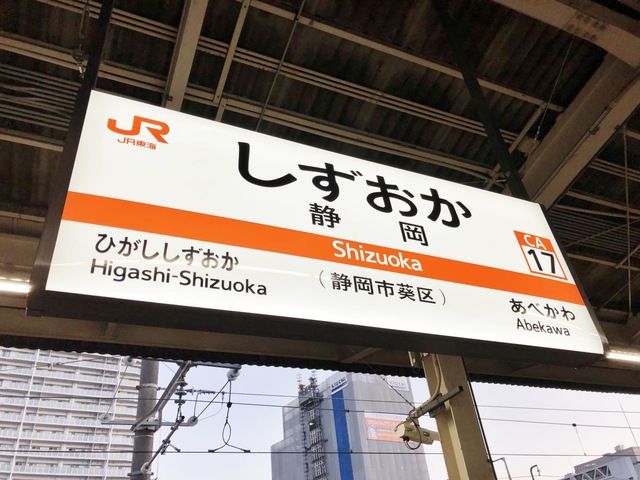 JR
JR東海
しずおか
静岡
Shizuoka
CA
17
ひがししずおか
Higashi-Shizuoka
(静岡市葵区)
あべかわ
Abekawa